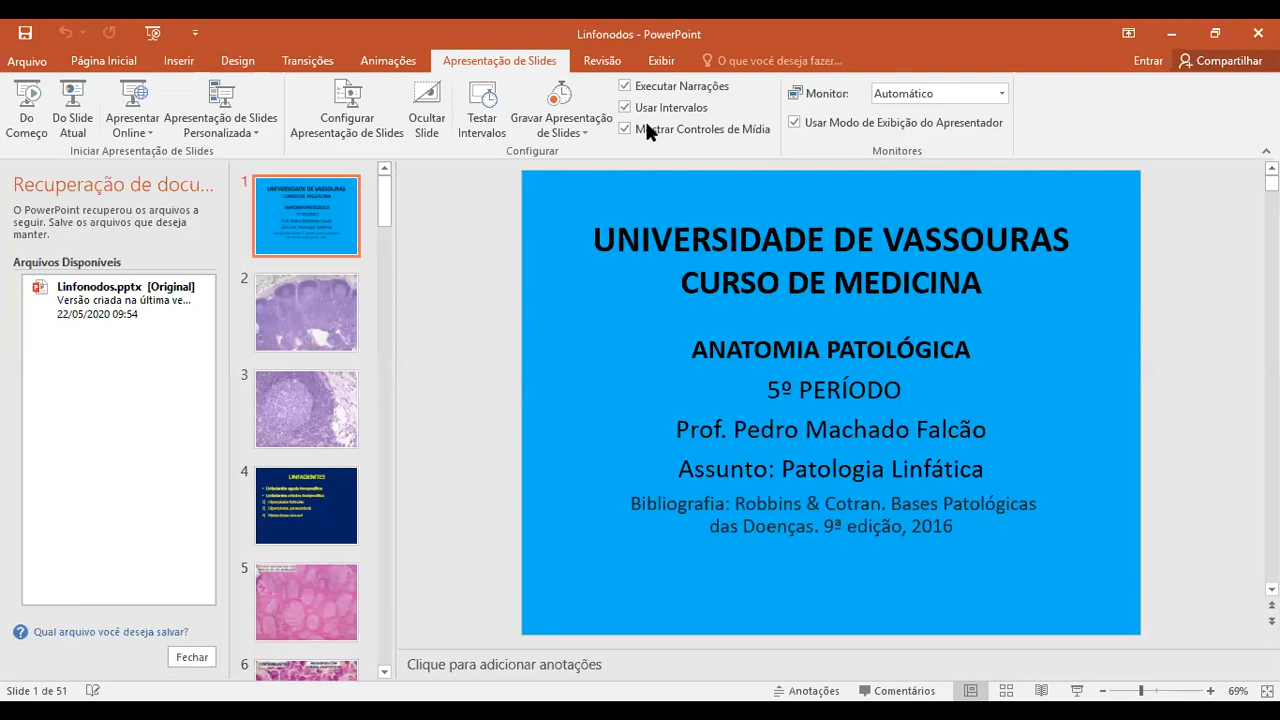 Linfonodos - PowerPoint
Arquivo
Página Inicial
Inserir
Design
Transições
Animações
Apresentação de Slides
Revisão
Exibir
O que você deseja fazer...
Entrar
Compartilhar
Do Começo
Do Slide Atual
Apresentar Online
Apresentação de Slides Personalizada
Iniciar Apresentação de Slides
Configurar Apresentação de Slides
Ocultar Slide
Testar Intervalos
Gravar Apresentação de Slides
Executar Narrações
Usar Intervalos
Mostrar Controles de Mídia
Configurar
Monitor:
Automático
Usar Modo de Exibição do Apresentador
Monitores
Recuperação de docu...
O PowerPoint recuperou os arquivos a
seguir. Salve os arquivos que deseja
manter.
Arquivos Disponíveis
Linfonodos.pptx [Original]
Versão criada na última ve...
22/05/2020 09:54
Qual arquivo você deseja salvar?
Fechar
1
2
3
4
LINFADENITES
5
6
UNIVERSIDADE DE VASSOURAS
CURSO DE MEDICINA
ANATOMIA PATOLÓGICA
5º PERÍODO
Prof. Pedro Machado Falcão
Assunto: Patologia Linfática
Bibliografia: Robbins & Cotran. Bases Patológicas
das Doenças. 9ª edição, 2016
Clique para adicionar anotações
Slide 1 de 51
Anotações
Comentários
69%